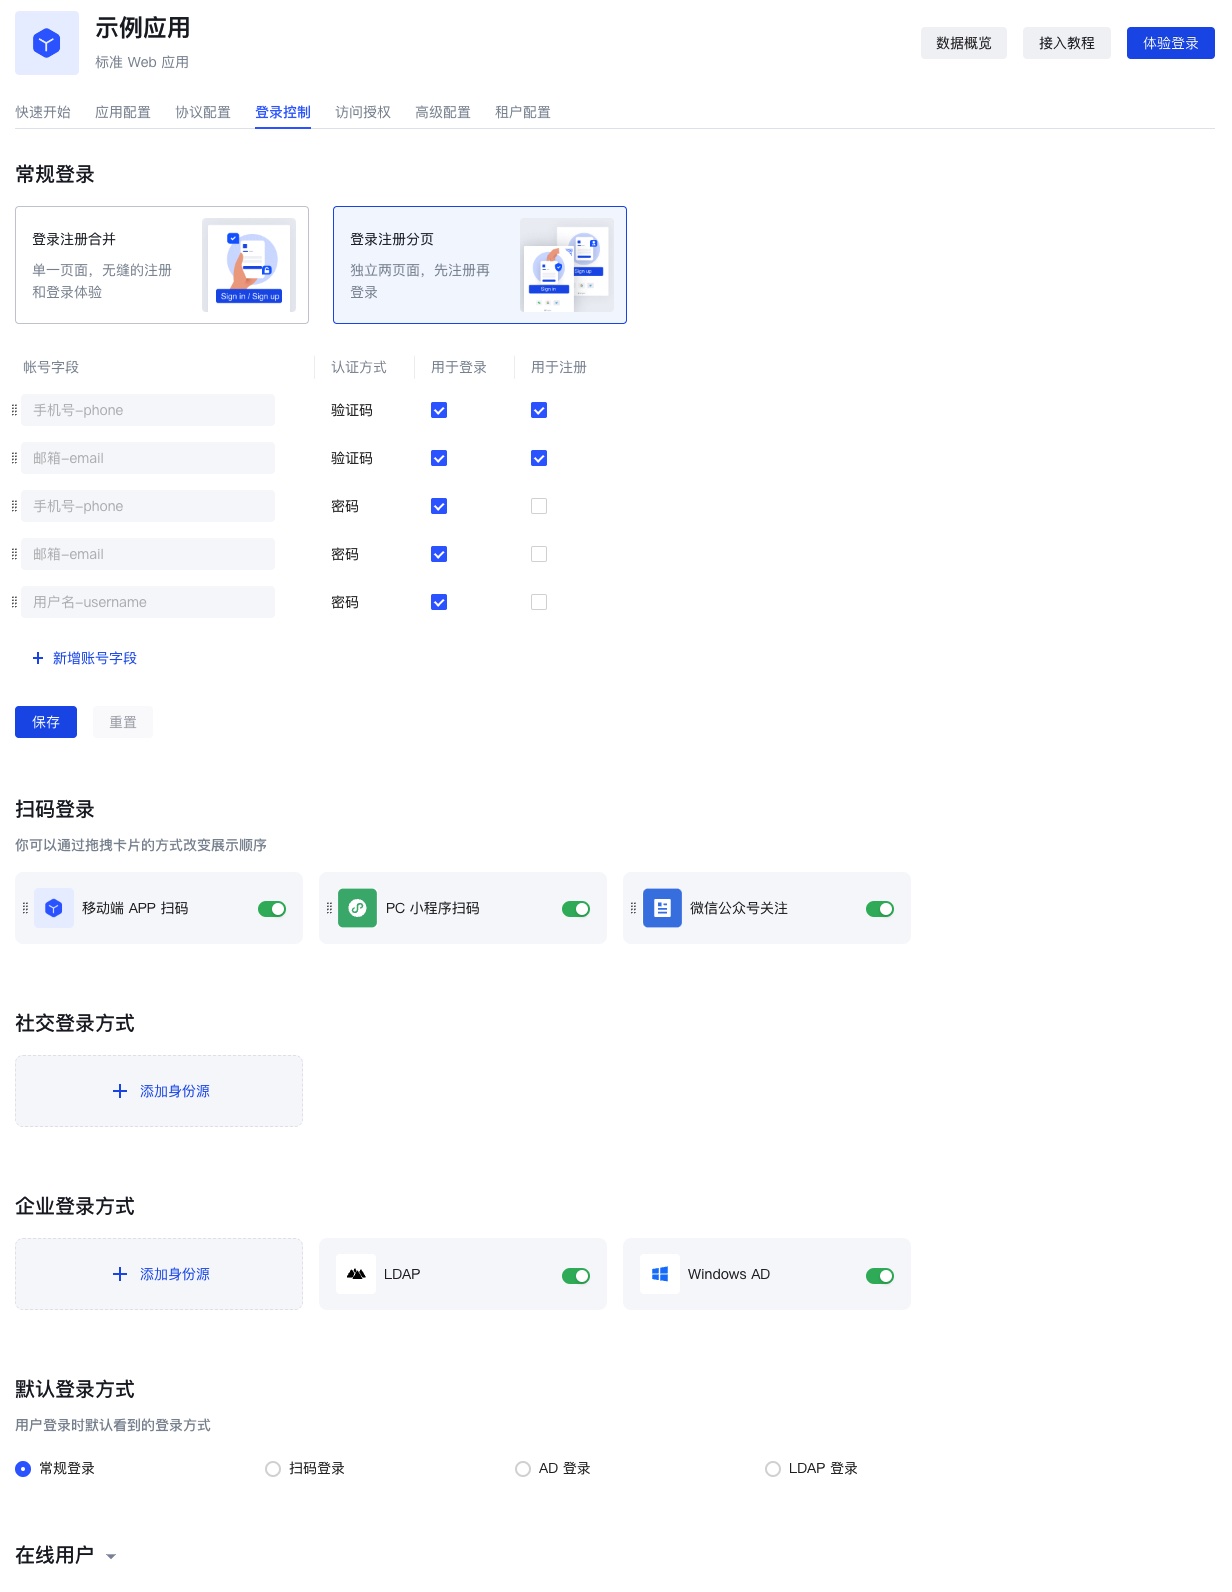 示例应用
标准 Web 应用
数据概览
接入教程
体验登录
快速开始
应用配置
协议配置
登录控制
访问授权
高级配置
租户配置
常规登录
登录注册合并
单一页面，无缝的注册
和登录体验
Sign in / Sign up
登录注册分页
独立两页面，先注册再
登录
Sign up
Sign in
帐号字段
认证方式
用于登录
用于注册
手机号-phone
验证码
邮箱-email
验证码
手机号-phone
密码
邮箱-email
密码
用户名-username
密码
新增账号字段
保存
重置
扫码登录
你可以通过拖拽卡片的方式改变展示顺序
移动端 APP 扫码
PC 小程序扫码
微信公众号关注
社交登录方式
添加身份源
企业登录方式
添加身份源
LDAP
Windows AD
默认登录方式
用户登录时默认看到的登录方式
常规登录
扫码登录
AD 登录
LDAP 登录
在线用户